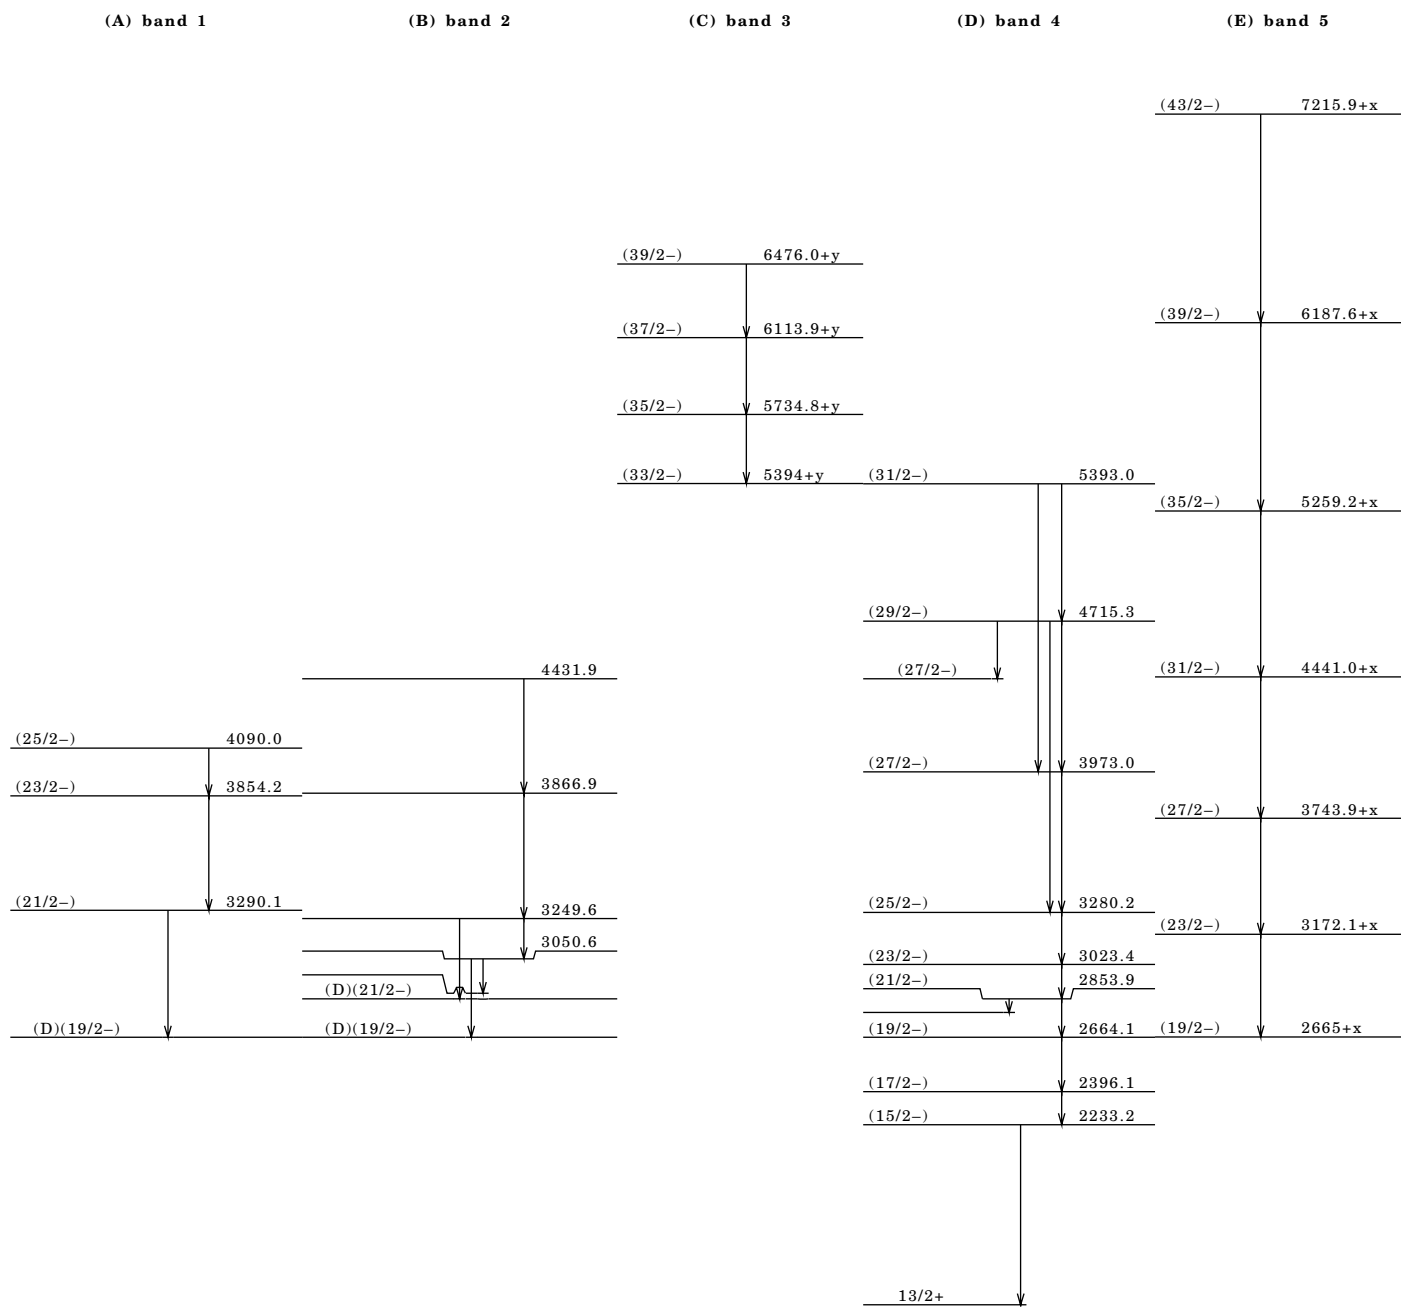 (A) band 1
(B) band 2
(C) band 3
(D) band 4
(E) band 5
(43/2–) 7215.9+x
(39/2–) 6476.0+y
(39/2–) 6187.6+x
(37/2–) 6113.9+y
(35/2–) 5734.8+y
(33/2–) 5394+y
(31/2–) 5393.0
(35/2–) 5259.2+x
(29/2–) 4715.3
(27/2–)
4431.9
(31/2–) 4441.0+x
(25/2–) 4090.0
(27/2–) 3973.0
(23/2–) 3854.2
3866.9
(27/2–) 3743.9+x
(21/2–) 3290.1
3249.6
(25/2–) 3280.2
(23/2–) 3172.1+x
3050.6
(23/2–) 3023.4
(21/2–) 2853.9
(D)(21/2–)
(D)(19/2–)
(D)(19/2–)
(19/2–) 2664.1
(19/2–) 2665+x
(17/2–) 2396.1
(15/2–) 2233.2
13/2+